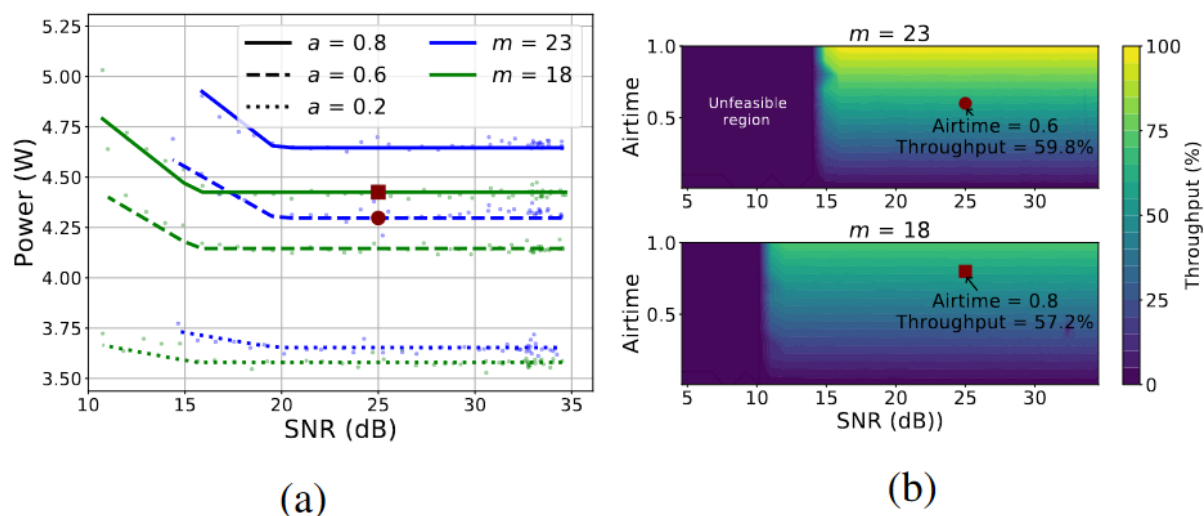 5.25
5.00
4.75
4.50
4.25
4.00
3.75
3.50
Power (W)
10 15 20 25 30 35
SNR (dB)
a = 0.8
a = 0.6
a = 0.2
m = 23
m = 18
(a)
m = 23
1.0
0.5
Airtime
Unfeasible
region
Airtime = 0.6
Throughput = 59.8%
5 10 15 20 25 30
m = 18
1.0
0.5
Airtime
Airtime = 0.8
Throughput = 57.2%
5 10 15 20 25 30
SNR (dB))
100
75
50
25
0
Throughput (%)
(b)